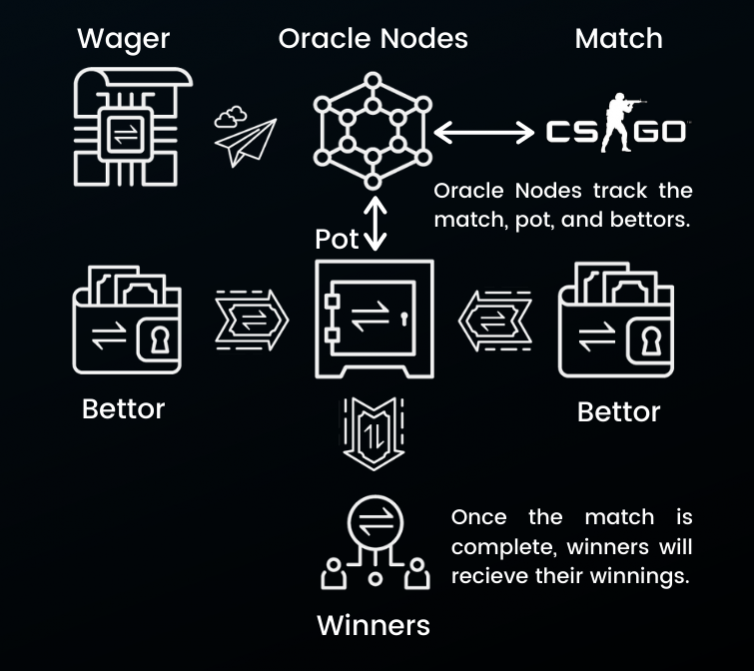 Wager
Oracle Nodes
Match
CS GO
Oracle Nodes track the
match, pot, and bettors.
Pot
Bettor
Bettor
Once the match is
complete, winners will
recieve their winnings.
Winners